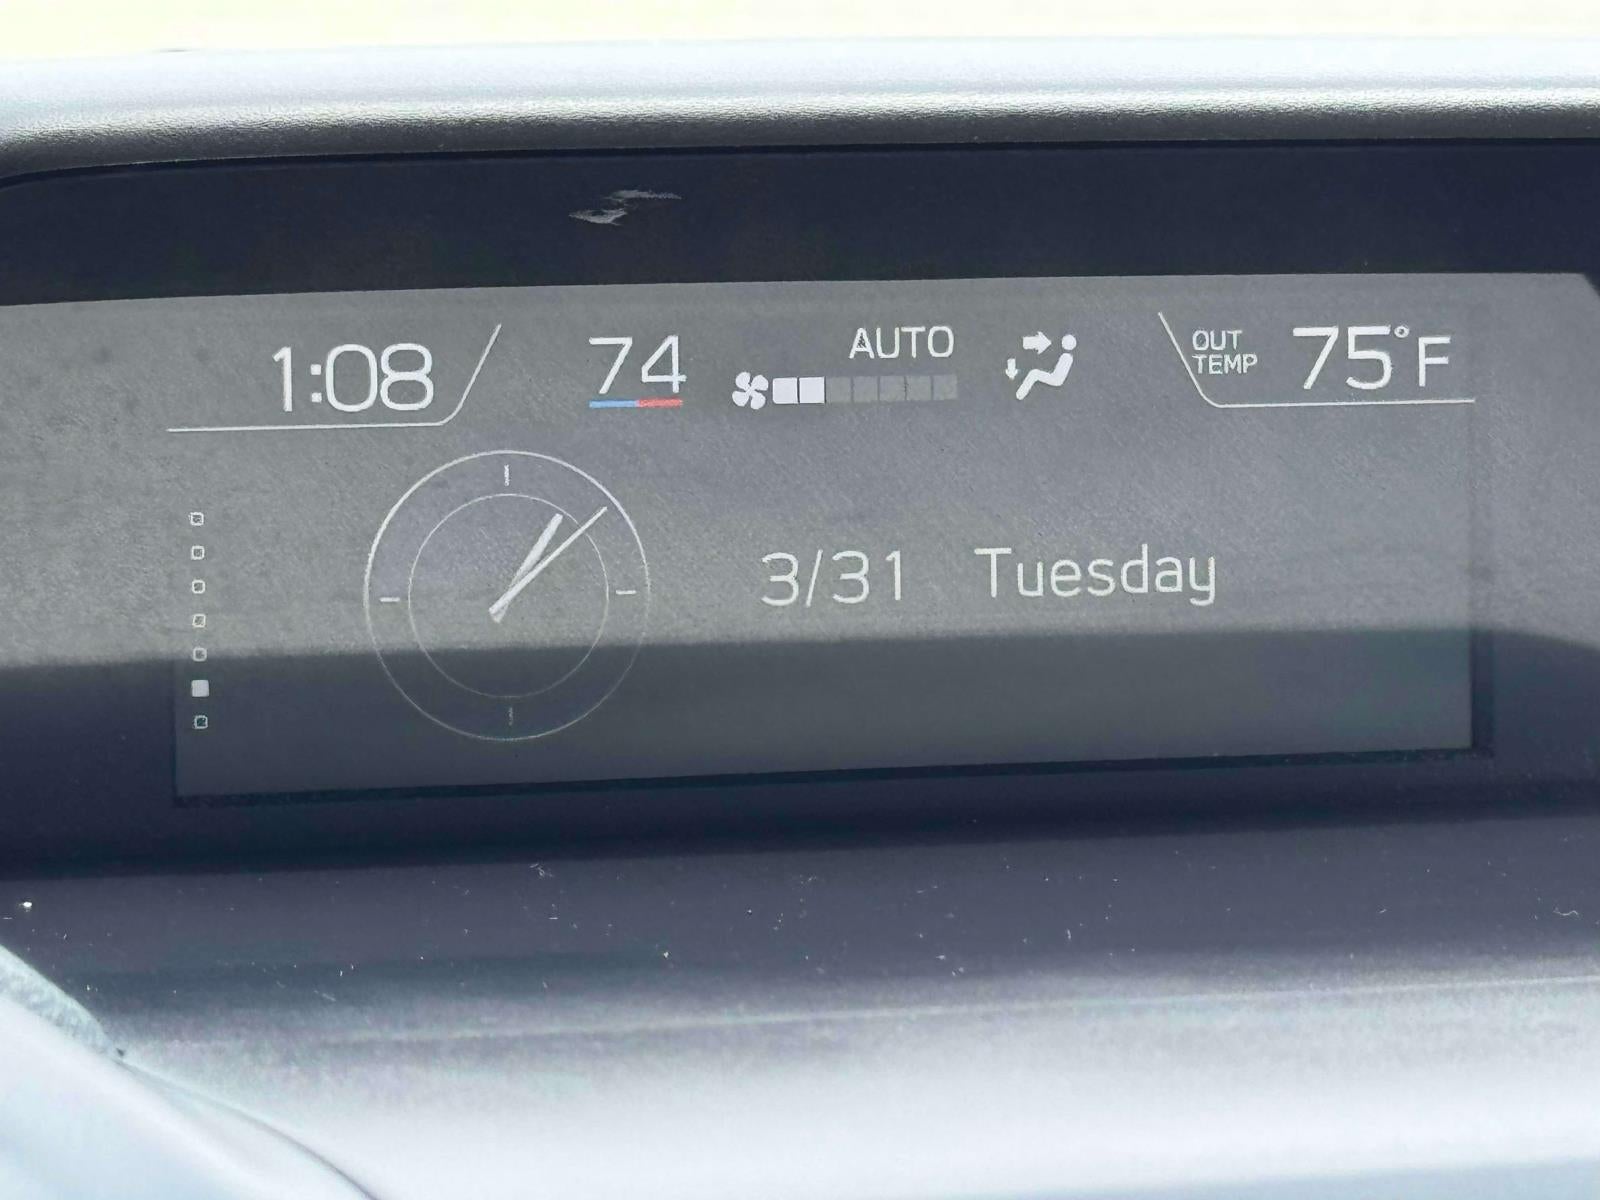 1:08
74
AUTO
OUT
TEMP
75°F
3/31 Tuesday